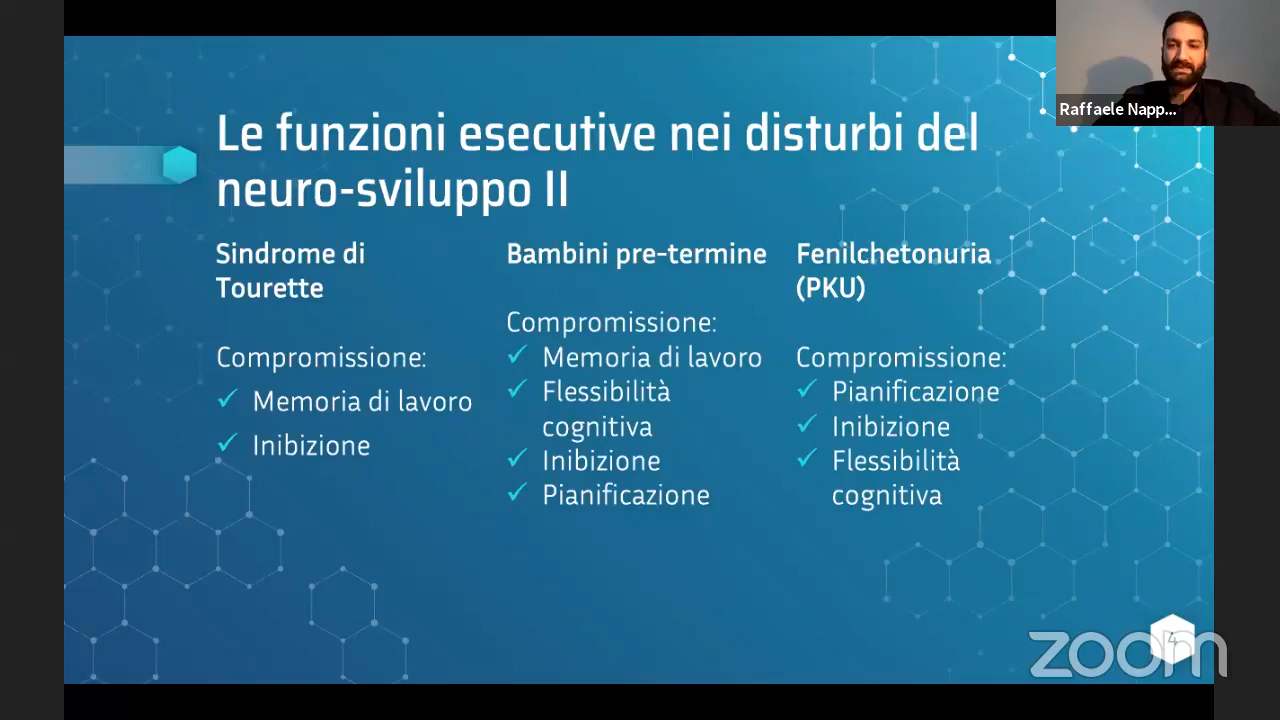 Le funzioni esecutive nei disturbi del
neuro-sviluppo II
Sindrome di
Tourette
Compromissione:
Memoria di lavoro
Inibizione
Bambini pre-termine
Compromissione:
Memoria di lavoro
Flessibilità
cognitiva
Inibizione
Pianificazione
Fenilchetonuria
(PKU)
Compromissione:
Pianificazione
Inibizione
Flessibilità
cognitiva
Raffaele Napp...
4
zoom